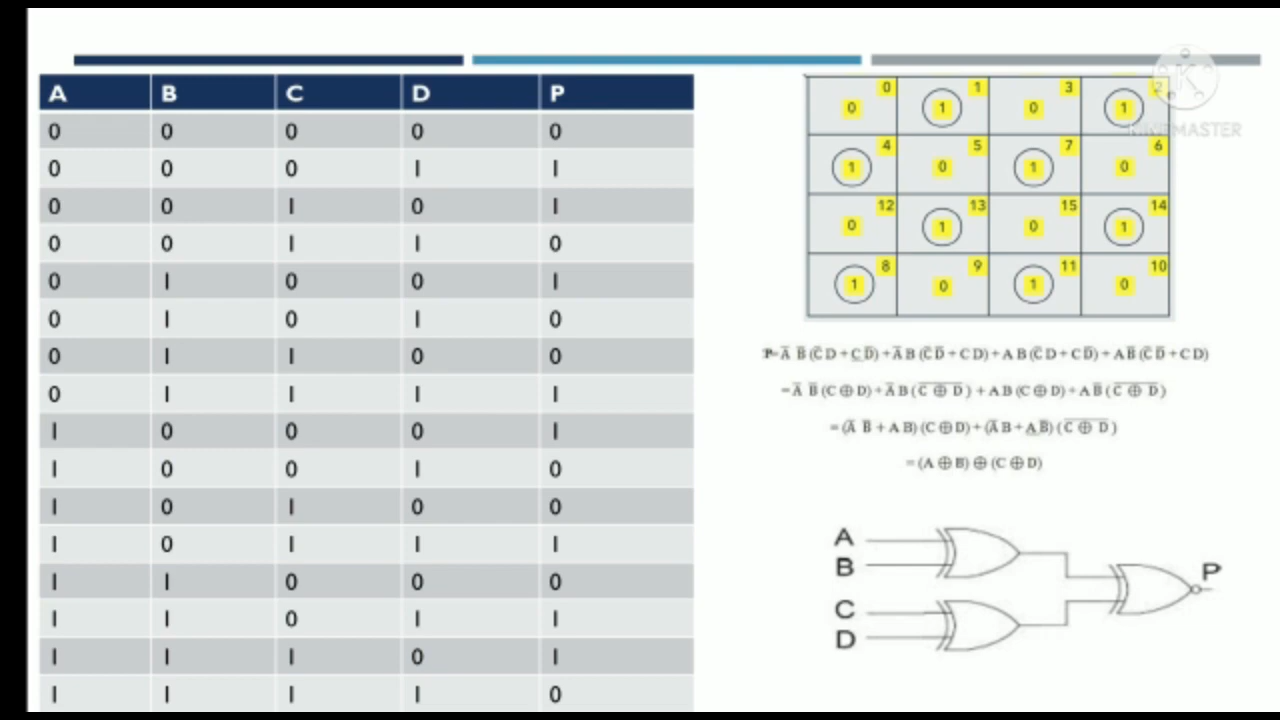 A B C D P
0 0 0 0 0
0 0 0 1 1
0 0 1 0 1
0 0 1 1 0
0 1 0 0 1
0 1 0 1 0
0 1 1 0 0
0 1 1 1 1
1 0 0 0 1
1 0 0 1 0
1 0 1 0 0
1 0 1 1 1
1 1 0 0 0
1 1 0 1 1
1 1 1 0 1
1 1 1 1 0
0 1 3 2
0 1 0 1
K
KINEMASTER
4 5 7 6
1 0 1 0
12 13 15 14
0 1 0 1
8 9 11 10
1 0 1 0
P=A̅ B̅(C̅D+CD̅)+A̅B(C̅D̅+CD)+AB(C̅D+CD̅)+AB̅(C̅D̅+CD)
=A̅ B̅(C⊕D)+A̅B(C̅ ⊕̅ D̅)+AB(C⊕D)+AB̅(C̅ ⊕̅ D̅)
=(A̅ B̅+AB)(C⊕D)+(A̅B+AB̅)(C̅ ⊕̅ D̅)
=(A⊕B)⊕(C⊕D)
A
B
C
D
P